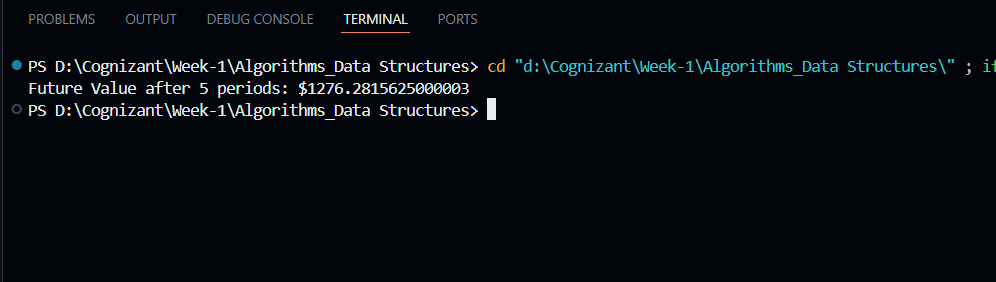 PROBLEMS OUTPUT DEBUG CONSOLE TERMINAL PORTS
PS D:\Cognizant\Week-1\Algorithms_Data Structures> cd "d:\Cognizant\Week-1\Algorithms_Data Structures\" ; if
Future Value after 5 periods: $1276.2815625000003
PS D:\Cognizant\Week-1\Algorithms_Data Structures>